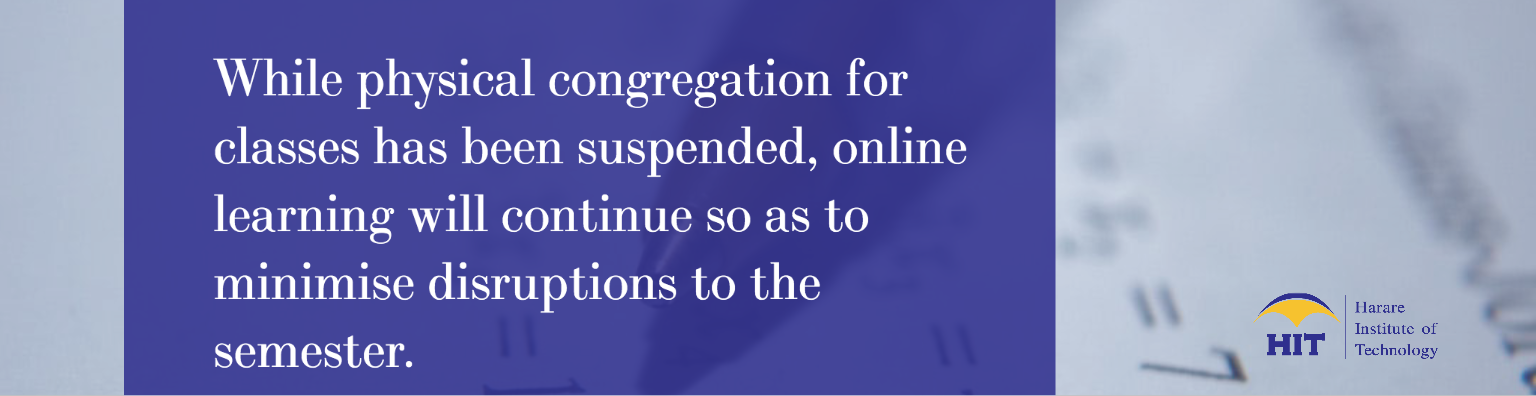 While physical congregation for
classes has been suspended, online
learning will continue so as to
minimise disruptions to the
semester.
HIT
Harare
Institute of
Technology